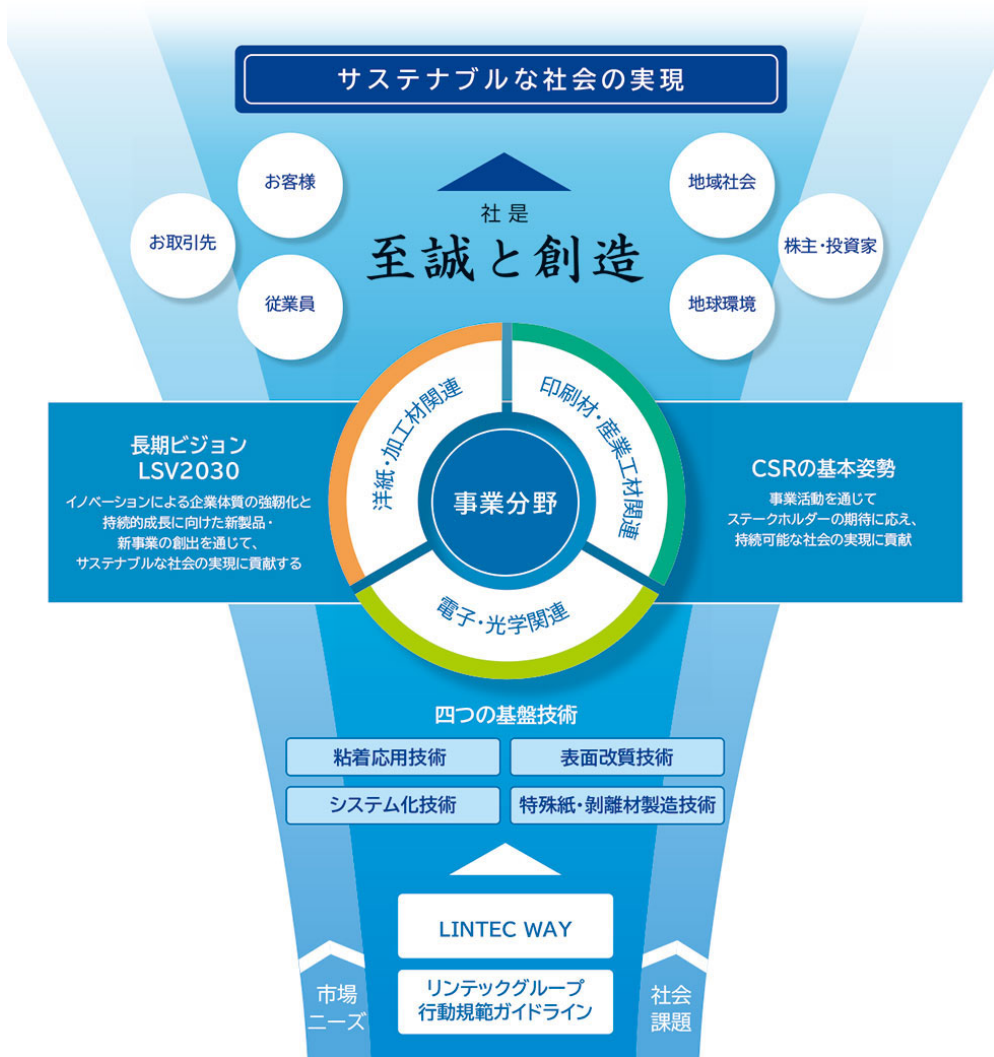 サステナブルな社会の実現
お客様
お取引先
従業員
社是
至誠と創造
地域社会
株主・投資家
地球環境
長期ビジョン
LSV2030
イノベーションによる企業体質の強靭化と
持続的成長に向けた新製品・
新事業の創出を通じて、
サステナブルな社会の実現に貢献する
洋紙・加工材関連
印刷材・産業工材関連
事業分野
電子・光学関連
CSRの基本姿勢
事業活動を通じて
ステークホルダーの期待に応え、
持続可能な社会の実現に貢献
四つの基盤技術
粘着応用技術
表面改質技術
システム化技術
特殊紙・剝離材製造技術
LINTEC WAY
リンテックグループ
行動規範ガイドライン
市場
ニーズ
社会
課題